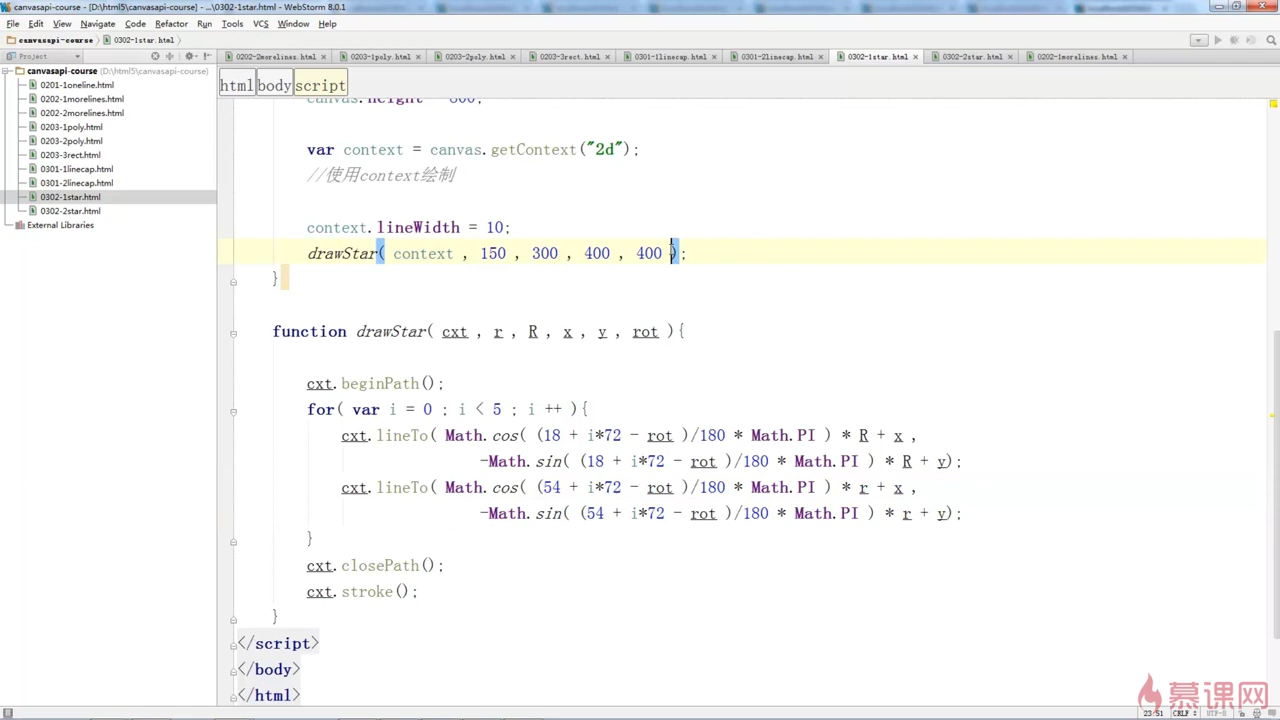 canvasapi-course - [D:\html5\canvasapi-course] - ...\0302-1star.html - WebStorm 8.0.1
File Edit View Navigate Code Refactor Run Tools VCS Window Help
canvasapi-course 0302-1star.html
Project
0202-2morelines.html 0203-1poly.html 0203-2poly.html 0203-3rect.html 0301-1linecap.html 0301-2linecap.html 0302-1star.html 0302-2star.html 0202-1morelines.html
canvasapi-course (D:\html5\canvasapi-course)
0201-1oneline.html
0202-1morelines.html
0202-2morelines.html
0203-1poly.html
0203-2poly.html
0203-3rect.html
0301-1linecap.html
0301-2linecap.html
0302-1star.html
0302-2star.html
External Libraries
html body script
canvas.height = 800;
var context = canvas.getContext("2d");
//使用context绘制
context.lineWidth = 10;
drawStar( context , 150 , 300 , 400 , 400 );
}
function drawStar( cxt , r , R , x , y , rot ){
cxt.beginPath();
for( var i = 0 ; i < 5 ; i ++ ){
cxt.lineTo( Math.cos( (18 + i*72 - rot )/180 * Math.PI ) * R + x ,
-Math.sin( (18 + i*72 - rot )/180 * Math.PI ) * R + y);
cxt.lineTo( Math.cos( (54 + i*72 - rot )/180 * Math.PI ) * r + x ,
-Math.sin( (54 + i*72 - rot )/180 * Math.PI ) * r + y);
}
cxt.closePath();
cxt.stroke();
}
</script>
</body>
</html>
慕课网
23:51 CRLF UTF-8